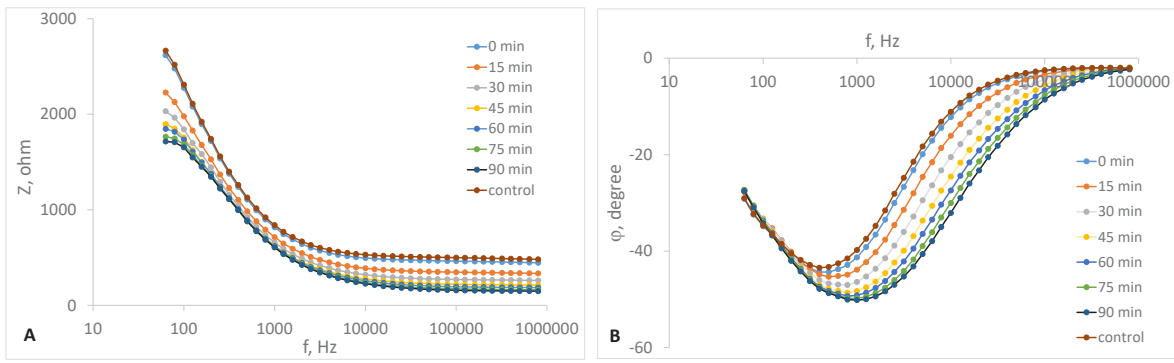 3000
2000
1000
0
Z, ohm
10 100 1000 10000 100000 1000000
f, Hz
A
0 min
15 min
30 min
45 min
60 min
75 min
90 min
control
f, Hz
0
-20
-40
-60
φ, degree
10 100 1000 10000 100000 1000000
B
0 min
15 min
30 min
45 min
60 min
75 min
90 min
control